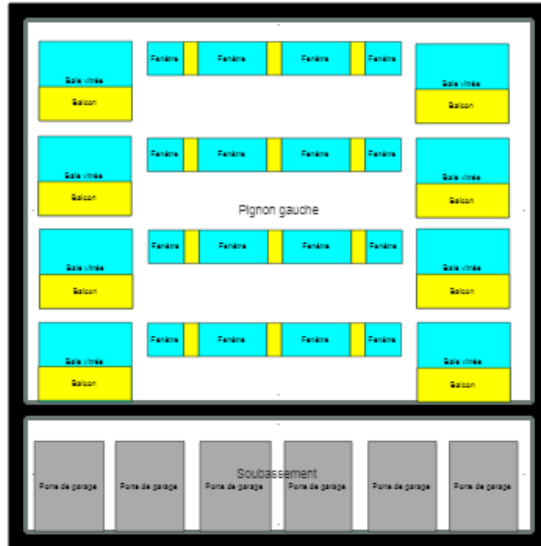 Fenêtre Fenêtre Fenêtre Fenêtre
Baie vitrée Baie vitrée
Balcon Balcon
Fenêtre Fenêtre Fenêtre Fenêtre
Baie vitrée Baie vitrée
Balcon Balcon
Pignon gauche
Fenêtre Fenêtre Fenêtre Fenêtre
Baie vitrée Baie vitrée
Balcon Balcon
Fenêtre Fenêtre Fenêtre Fenêtre
Baie vitrée Baie vitrée
Balcon Balcon
Soubassement
Porte de garage Porte de garage Porte de garage Porte de garage Porte de garage Porte de garage